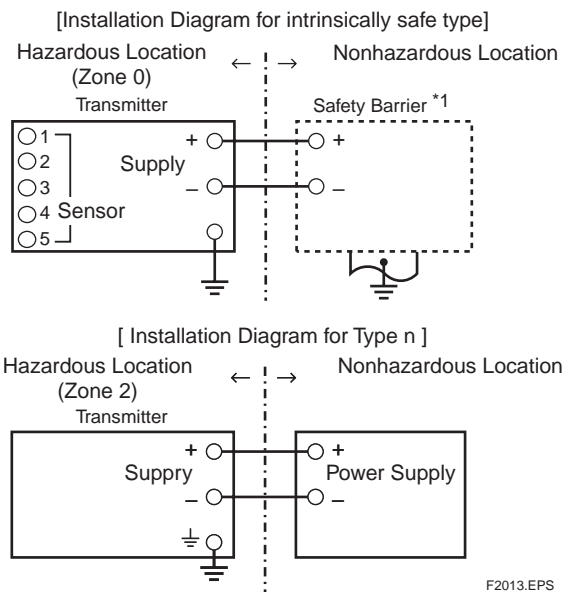 [Installation Diagram for intrinsically safe type]
Hazardous Location ← → Nonhazardous Location
(Zone 0)
Transmitter Safety Barrier *1
1 + +
2 Supply
3 – –
4 Sensor
5
[ Installation Diagram for Type n ]
Hazardous Location ← → Nonhazardous Location
(Zone 2)
Transmitter
+ +
Suppry Power Supply
– –
F2013.EPS